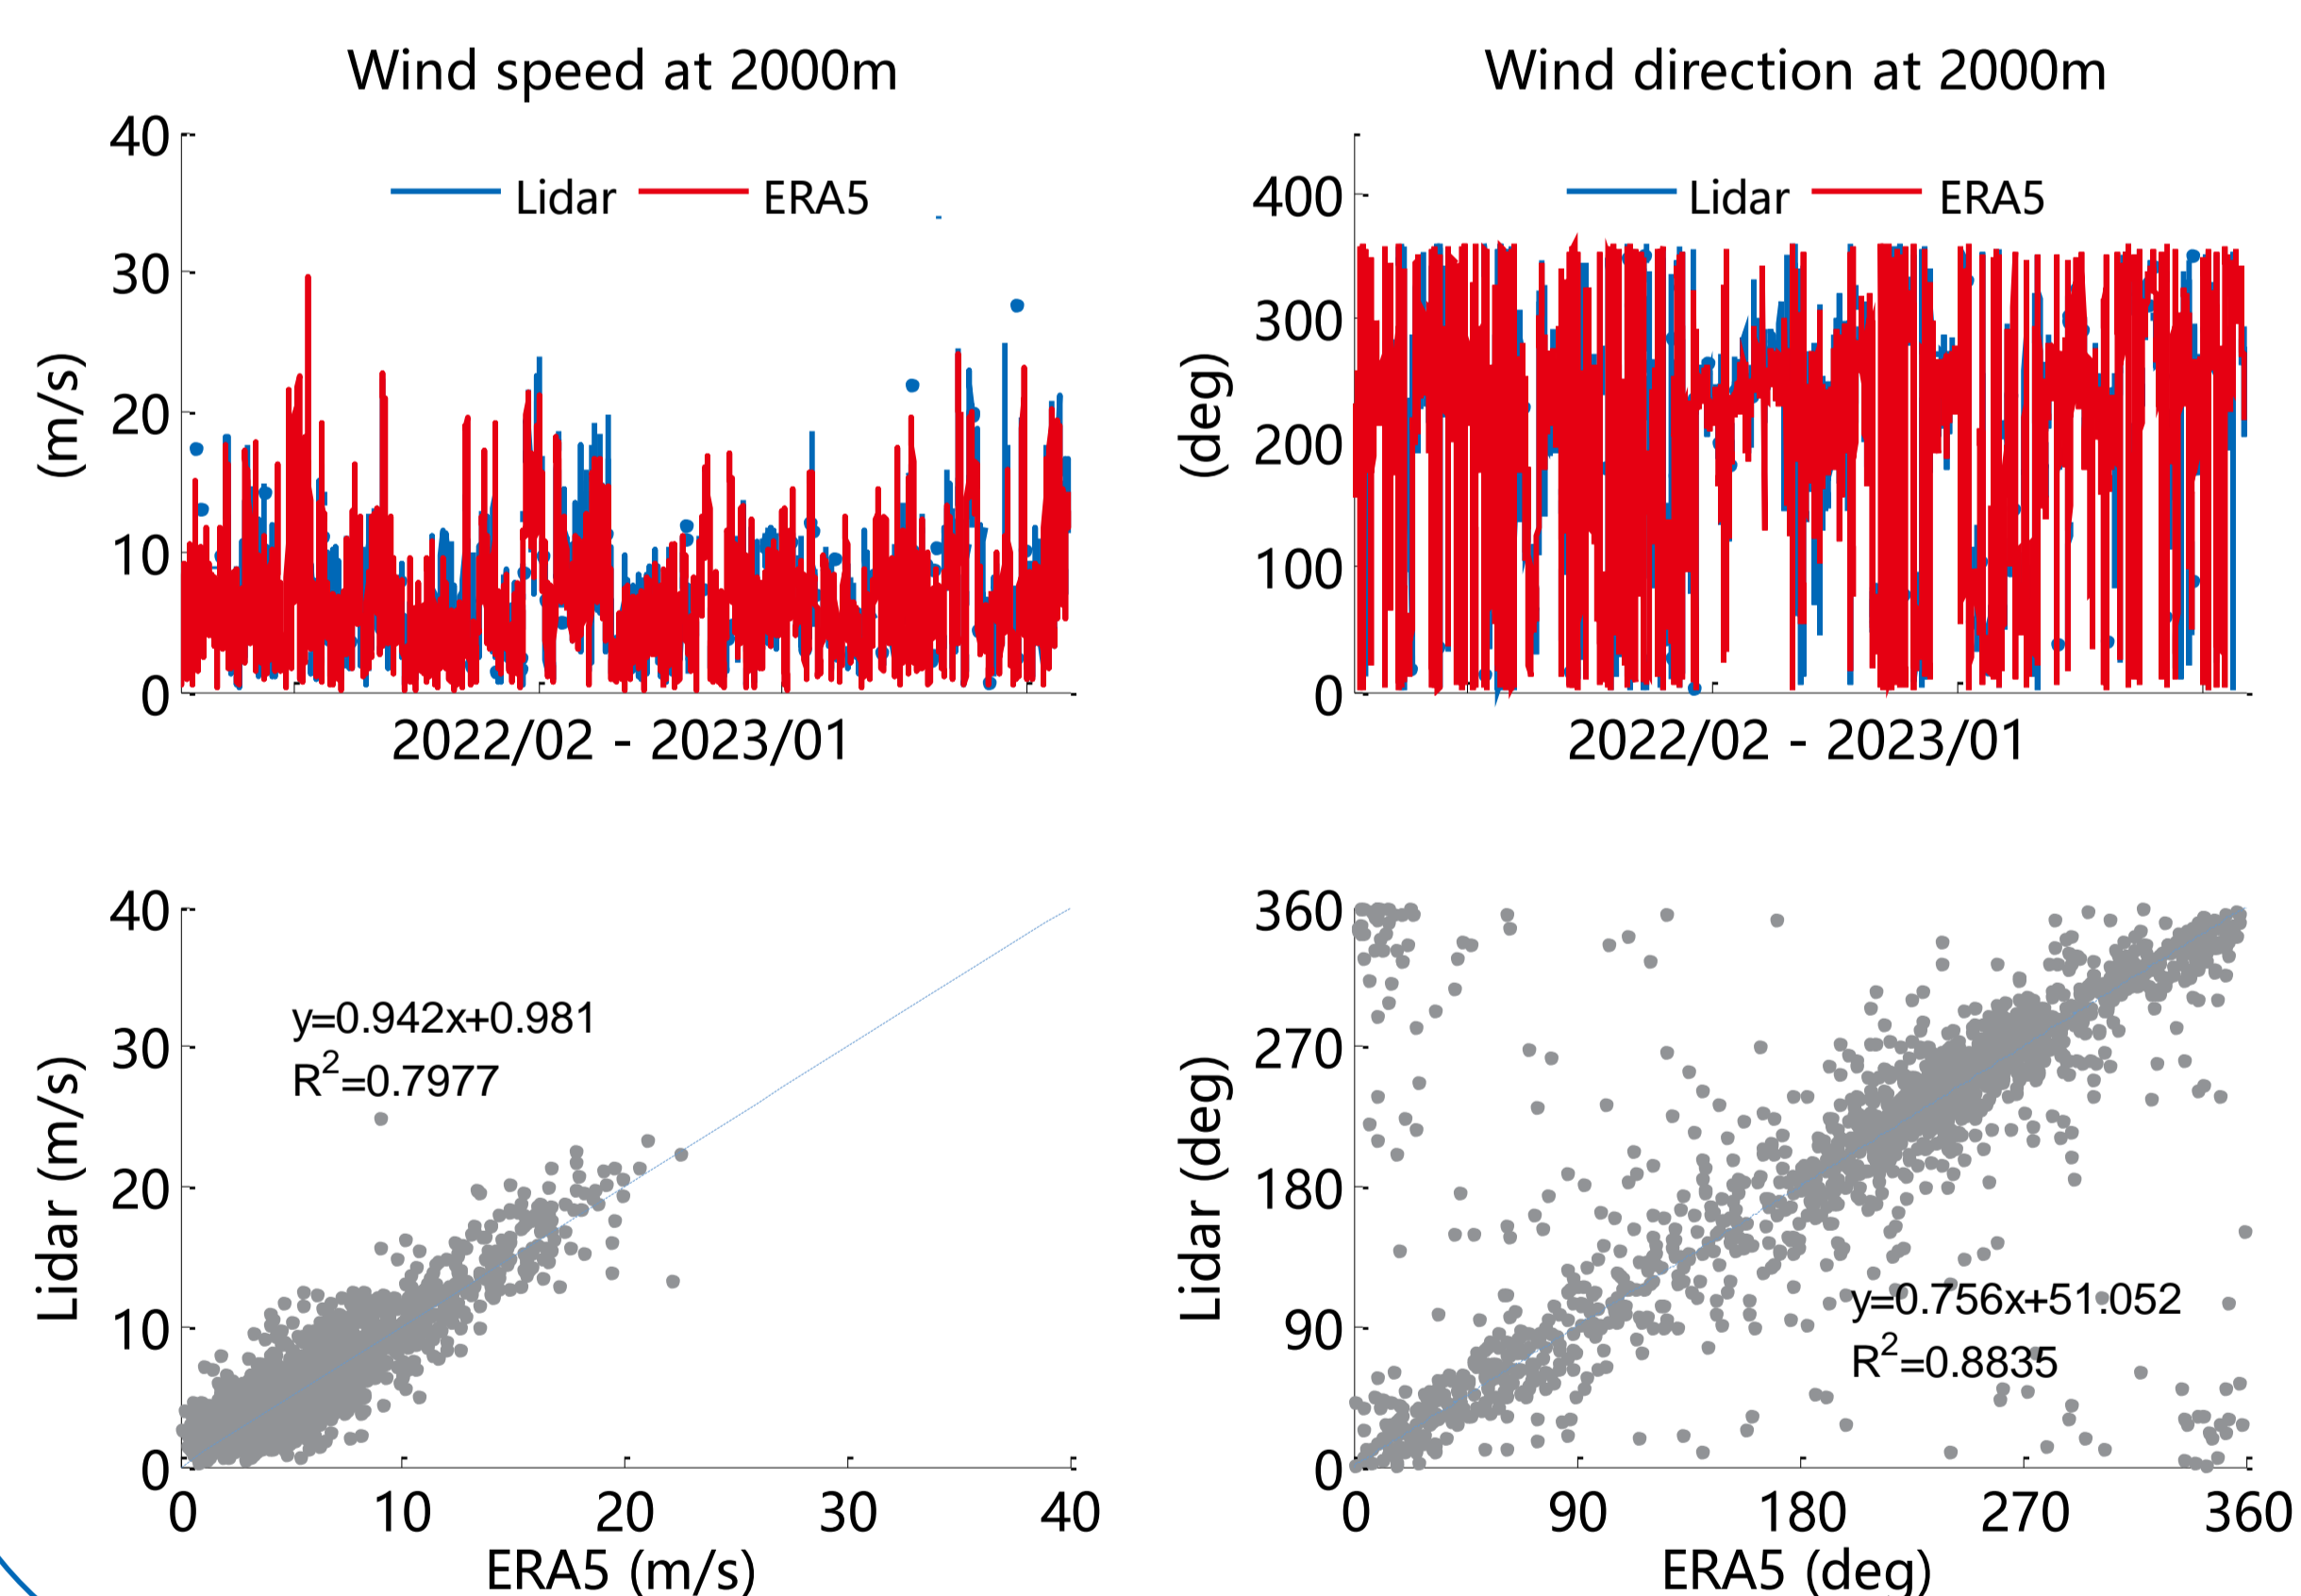 Wind speed at 2000m
40
30
20
10
0
(m/s)
Lidar
ERA5
2022/02 - 2023/01
Wind direction at 2000m
400
300
200
100
0
(deg)
Lidar
ERA5
2022/02 - 2023/01
40
30
20
10
0
Lidar (m/s)
y=0.942x+0.981
R²=0.7977
0
10
20
30
40
ERA5 (m/s)
360
270
180
90
0
Lidar (deg)
y=0.756x+51.052
R²=0.8835
0
90
180
270
360
ERA5 (deg)